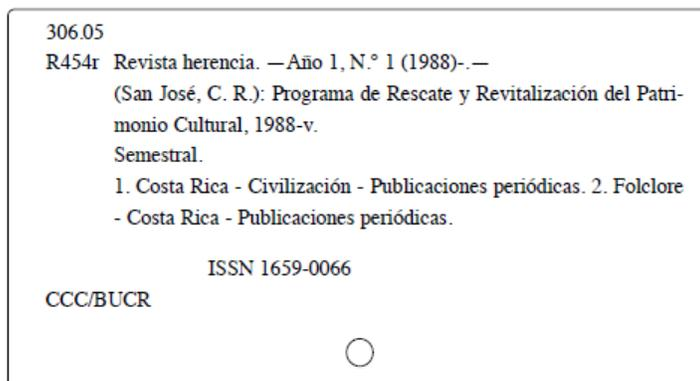 306.05
R454r Revista herencia. —Año 1, N.° 1 (1988)-.—
(San José, C. R.): Programa de Rescate y Revitalización del Patri-
monio Cultural, 1988-v.
Semestral.
1. Costa Rica - Civilización - Publicaciones periódicas. 2. Folclore
- Costa Rica - Publicaciones periódicas.
ISSN 1659-0066
CCC/BUCR